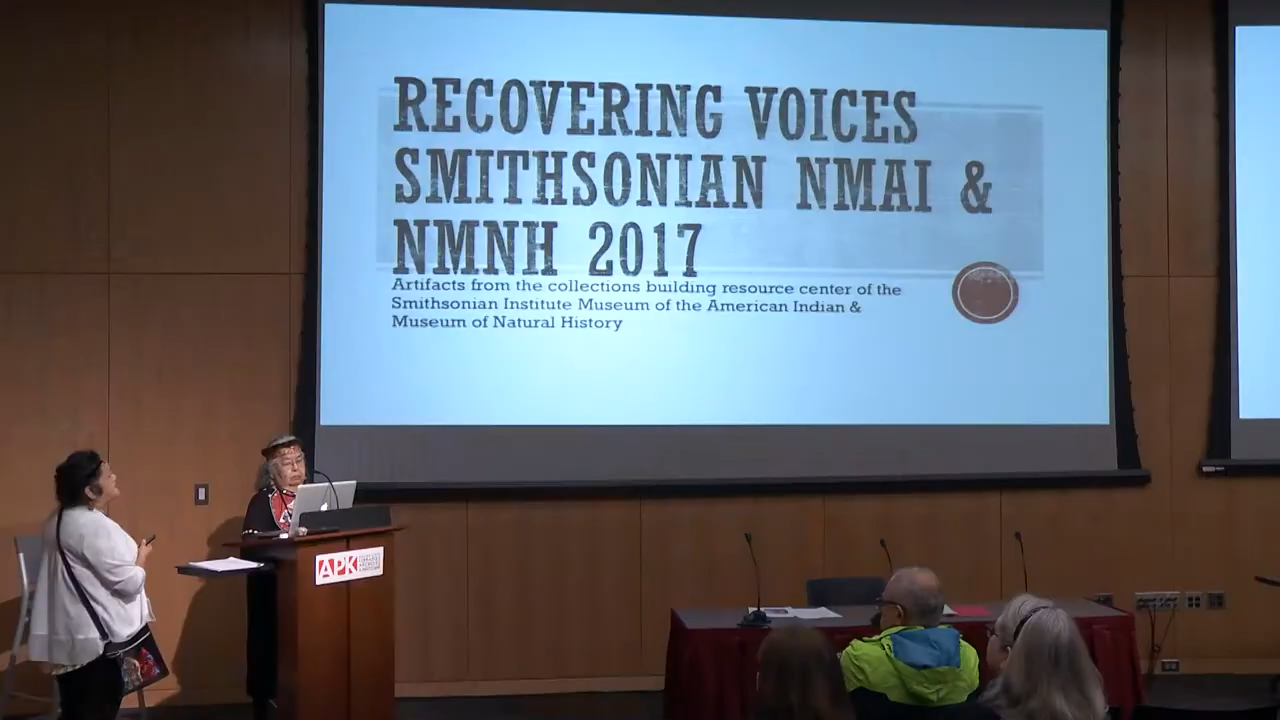 RECOVERING VOICES
SMITHSONIAN NMAI &
NMNH 2017
Artifacts from the collections building resource center of the
Smithsonian Institute Museum of the American Indian &
Museum of Natural History
APK